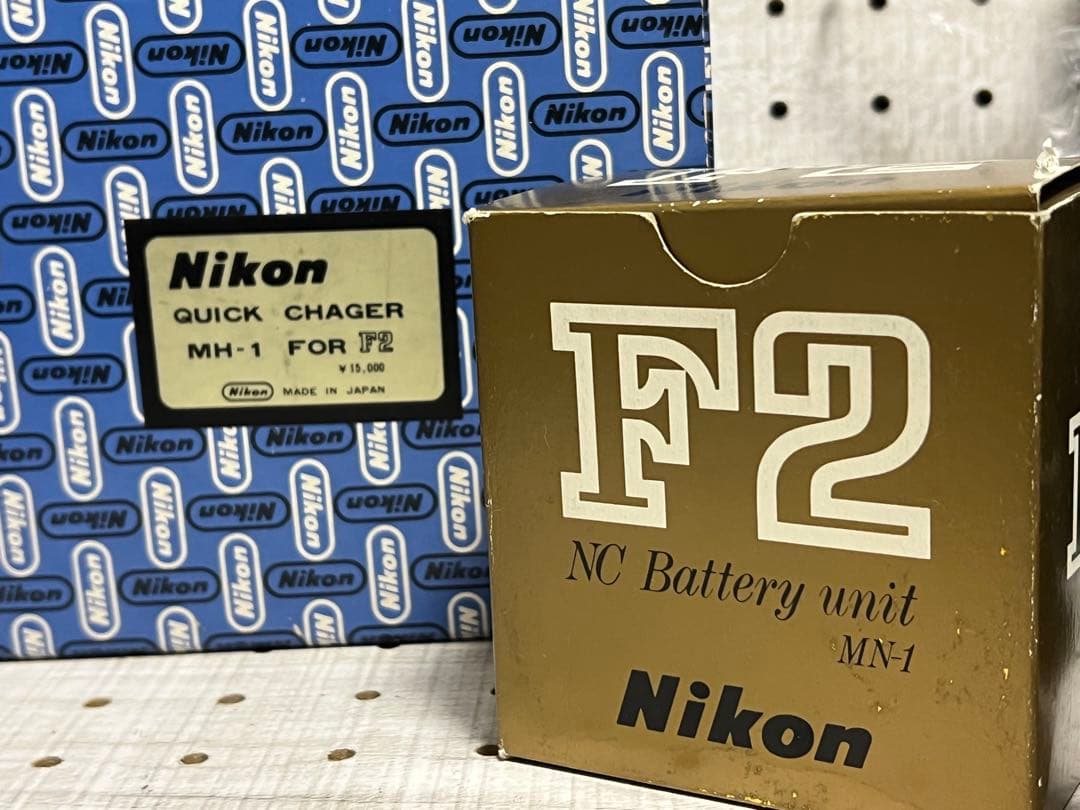 Nikon
QUICK CHAGER
MH-1 FOR F2
¥15,000
Nikon MADE IN JAPAN
F2
NC Battery unit
MN-1
Nikon